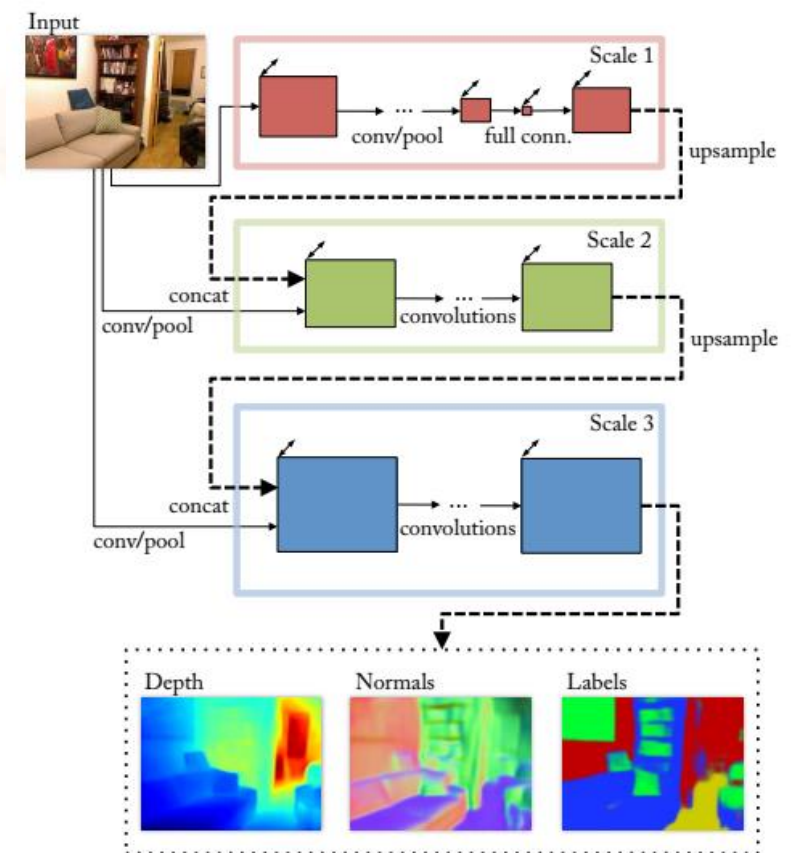 Input
Scale 1
conv/pool
...
full conn.
upsample
Scale 2
concat
conv/pool
...
convolutions
upsample
Scale 3
concat
conv/pool
...
convolutions
Depth
Normals
Labels